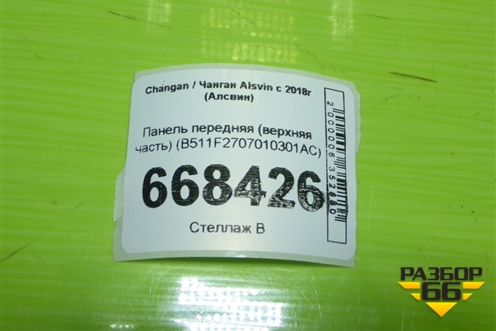 Changan / Чанган Alsvin с 2018г
(Алсвин)
Панель передняя (верхняя
часть) (B511F2707010301AC)
668426
Стеллаж В
РАЗБОР
66